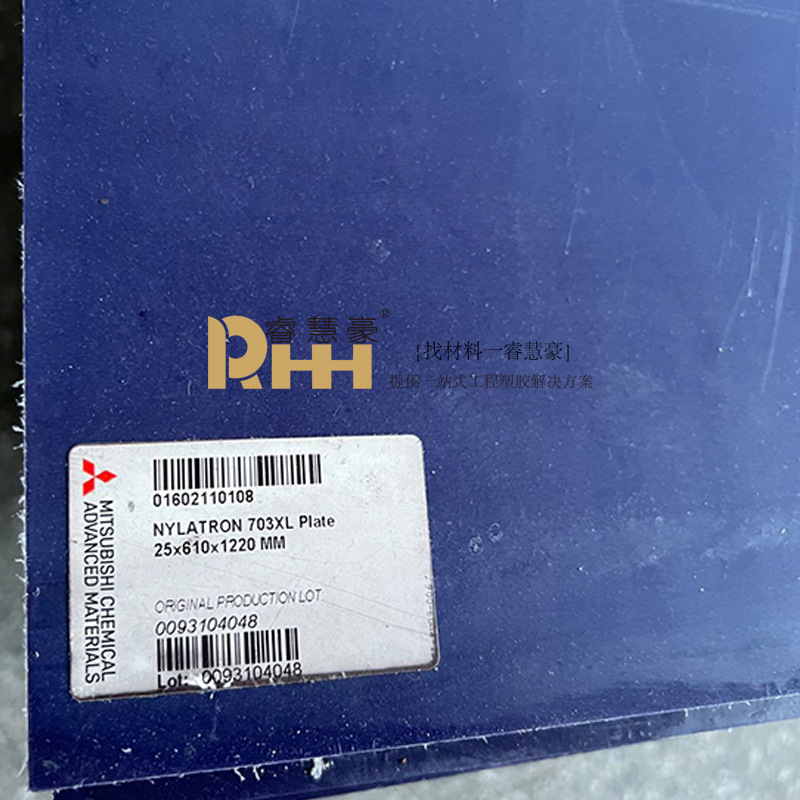 睿慧豪®
RHH
[找材料一睿慧豪]
提供一站式工程塑胶解决方案
01602110108
NYLATRON 703XL Plate
25x610x1220 MM
ORIGINAL PRODUCTION LOT
0093104048
Lot: 0093104048
MITSUBISHI CHEMICAL
ADVANCED MATERIALS